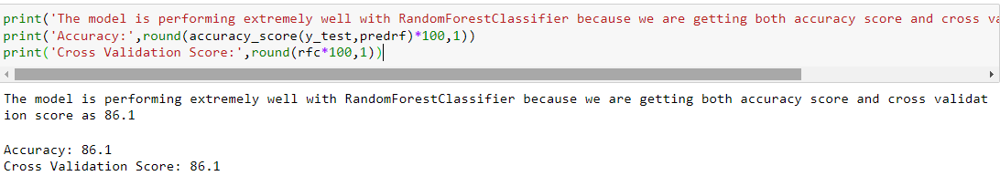 print('The model is performing extremely well with RandomForestClassifier because we are getting both accuracy score and cross va
print('Accuracy:',round(accuracy_score(y_test,predrf)*100,1))
print('Cross Validation Score:',round(rfc*100,1))
The model is performing extremely well with RandomForestClassifier because we are getting both accuracy score and cross validat
ion score as 86.1
Accuracy: 86.1
Cross Validation Score: 86.1